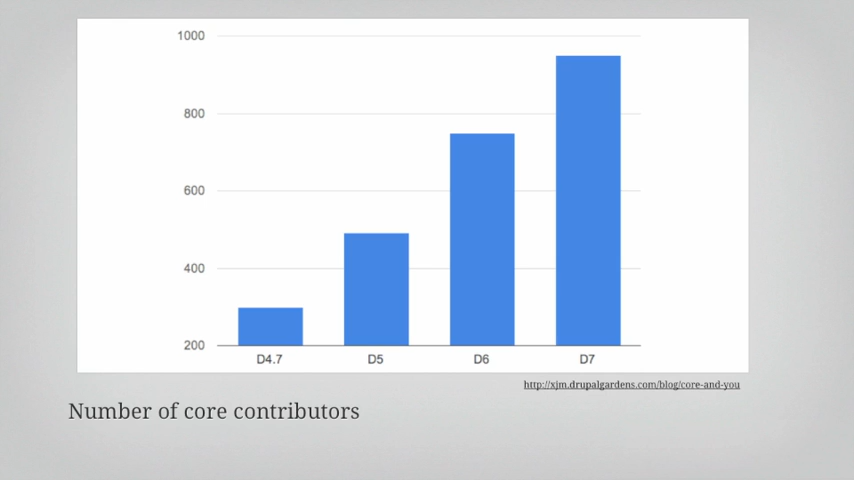 1000
800
600
400
200
D4.7 D5 D6 D7
http://xjm.drupalgardens.com/blog/core-and-you
Number of core contributors